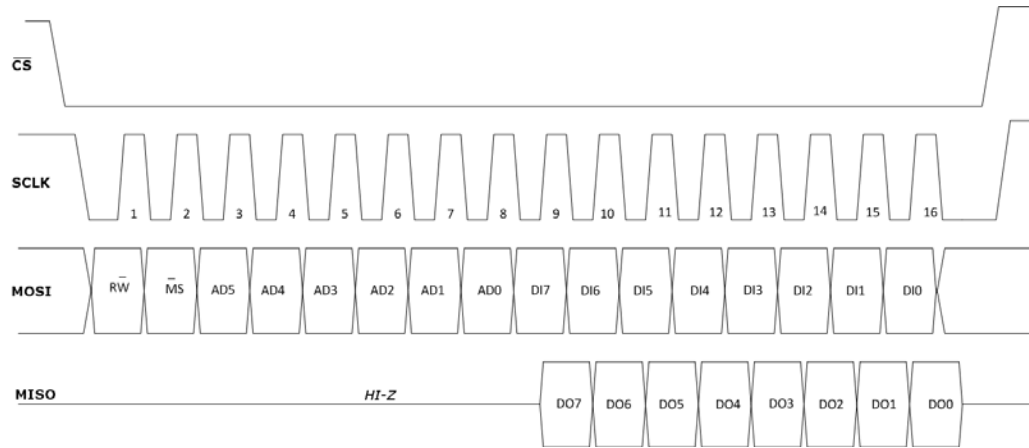 C̅S̅
SCLK
1 2 3 4 5 6 7 8 9 10 11 12 13 14 15 16
MOSI RW̅ M̅S AD5 AD4 AD3 AD2 AD1 AD0 DI7 DI6 DI5 DI4 DI3 DI2 DI1 DI0
MISO HI-Z DO7 DO6 DO5 DO4 DO3 DO2 DO1 DO0